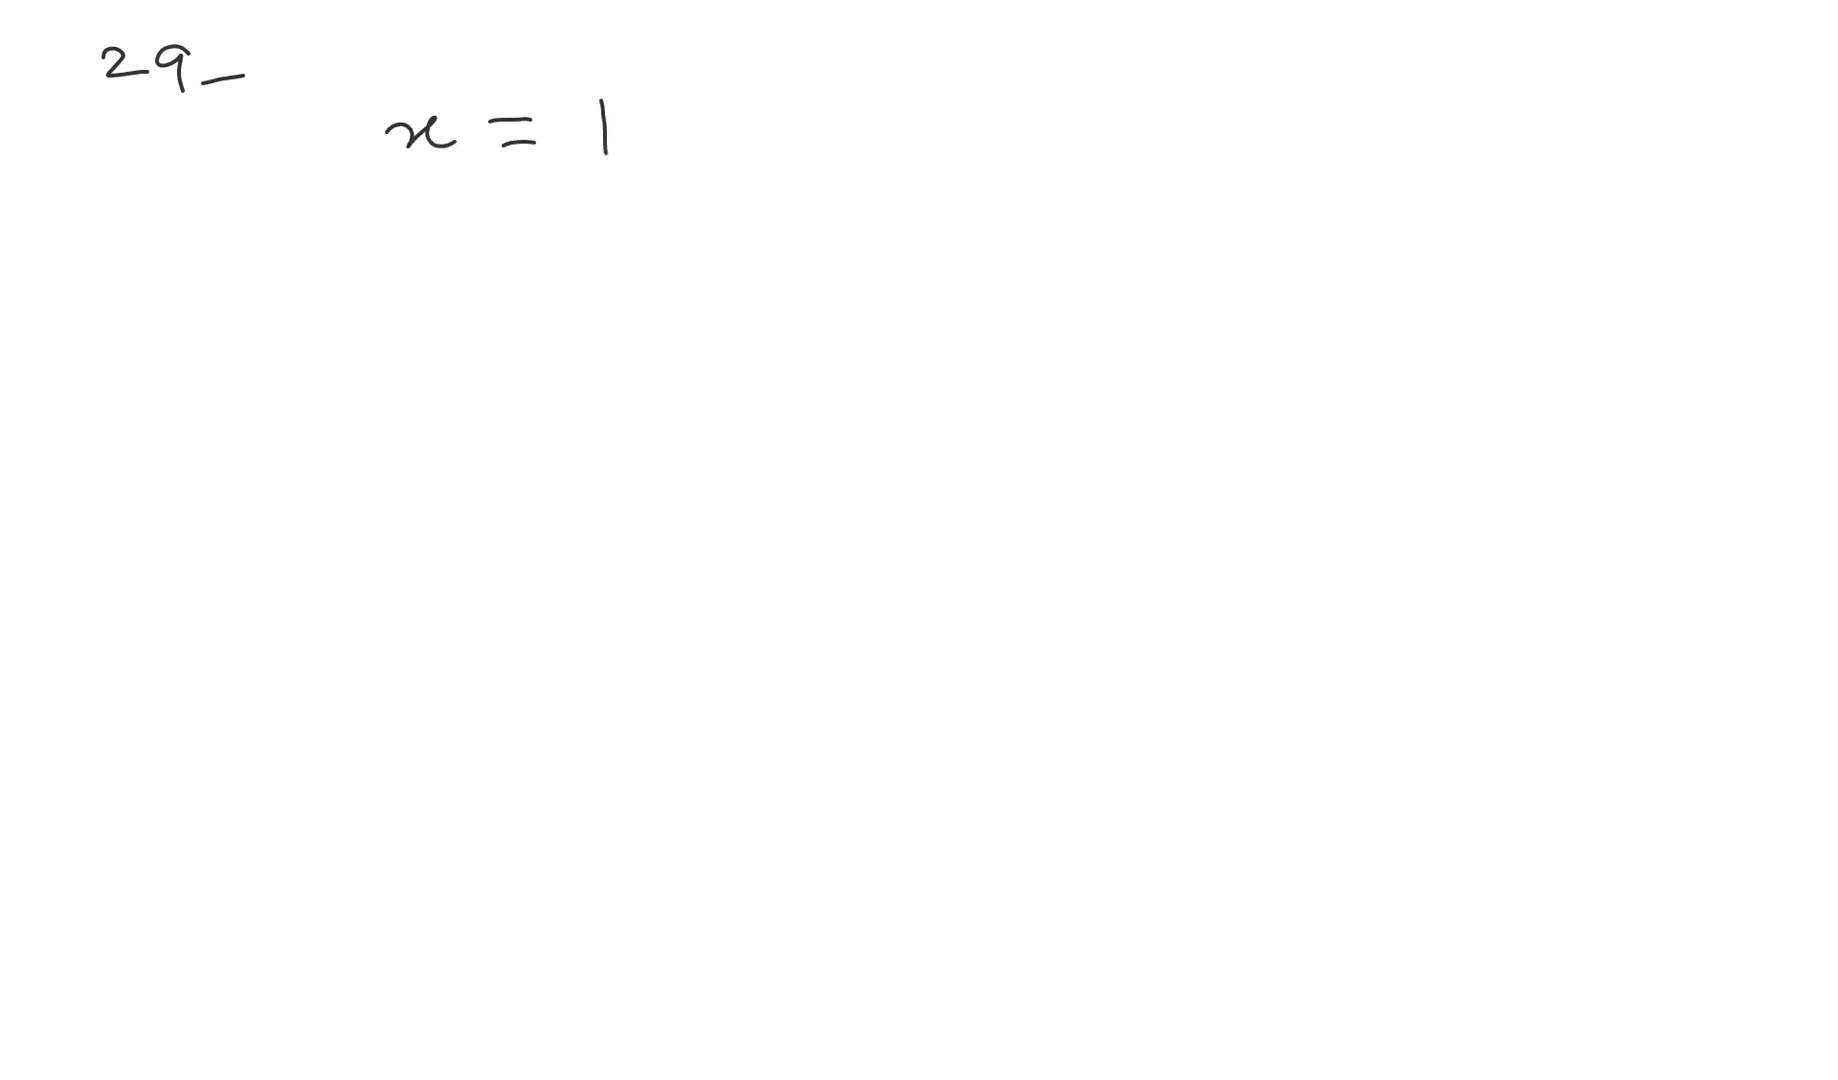 29_
x = 1